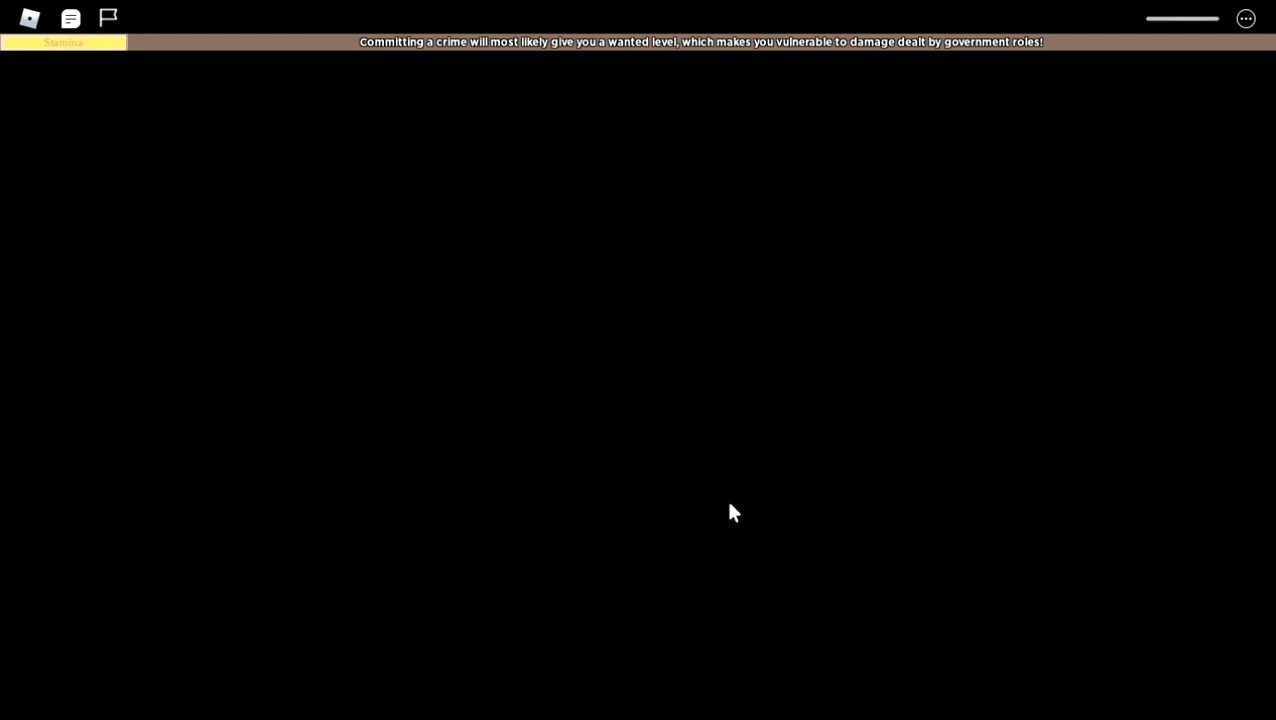 Stamina
Committing a crime will most likely give you a wanted level, which makes you vulnerable to damage dealt by government roles!